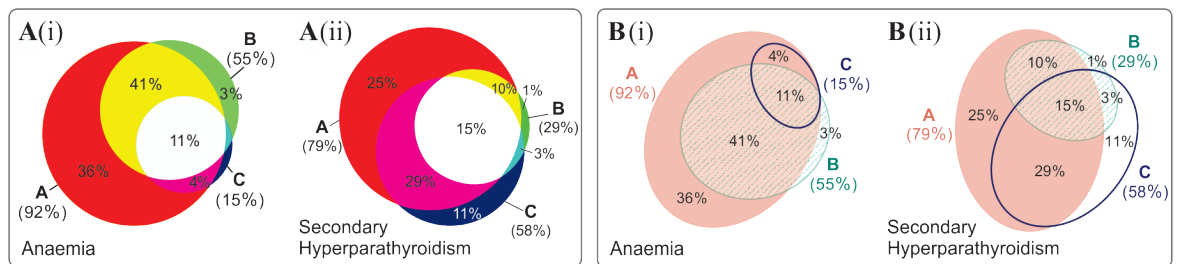 A(i)
B
(55%)
41%
3%
11%
36%
4%
A
(92%)
C
(15%)
Anaemia
A(ii)
25%
10%
1%
B
(29%)
15%
A
(79%)
3%
29%
11%
C
(58%)
Secondary
Hyperparathyroidism
B(i)
A
(92%)
4%
C
(15%)
11%
41%
3%
B
(55%)
36%
Anaemia
B(ii)
10%
1%
B
(29%)
15%
3%
A
(79%)
25%
11%
29%
C
(58%)
Secondary
Hyperparathyroidism